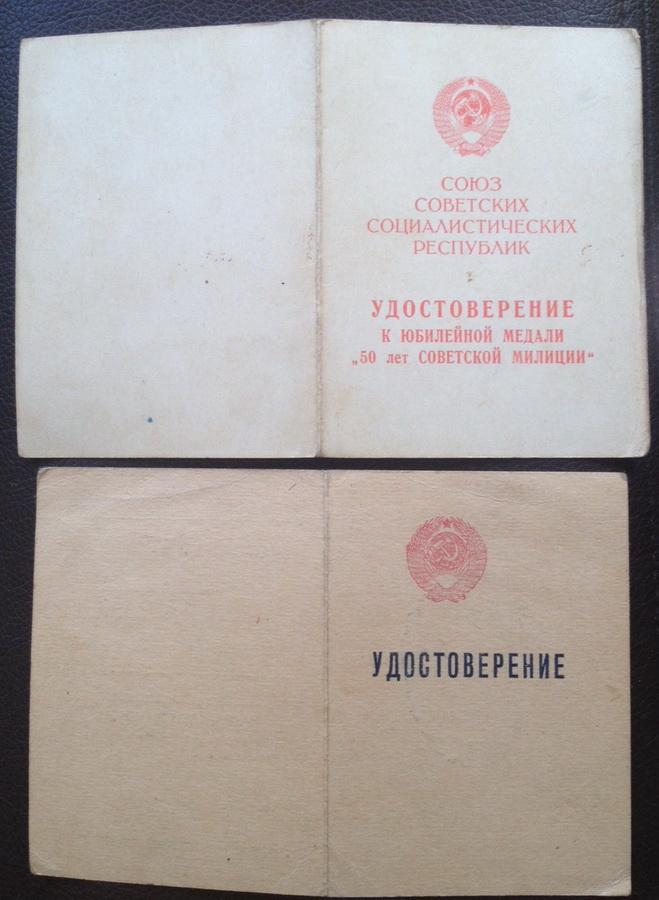 СОЮЗ
СОВЕТСКИХ
СОЦИАЛИСТИЧЕСКИХ
РЕСПУБЛИК
УДОСТОВЕРЕНИЕ
К ЮБИЛЕЙНОЙ МЕДАЛИ
„50 лет СОВЕТСКОЙ МИЛИЦИИ“
УДОСТОВЕРЕНИЕ